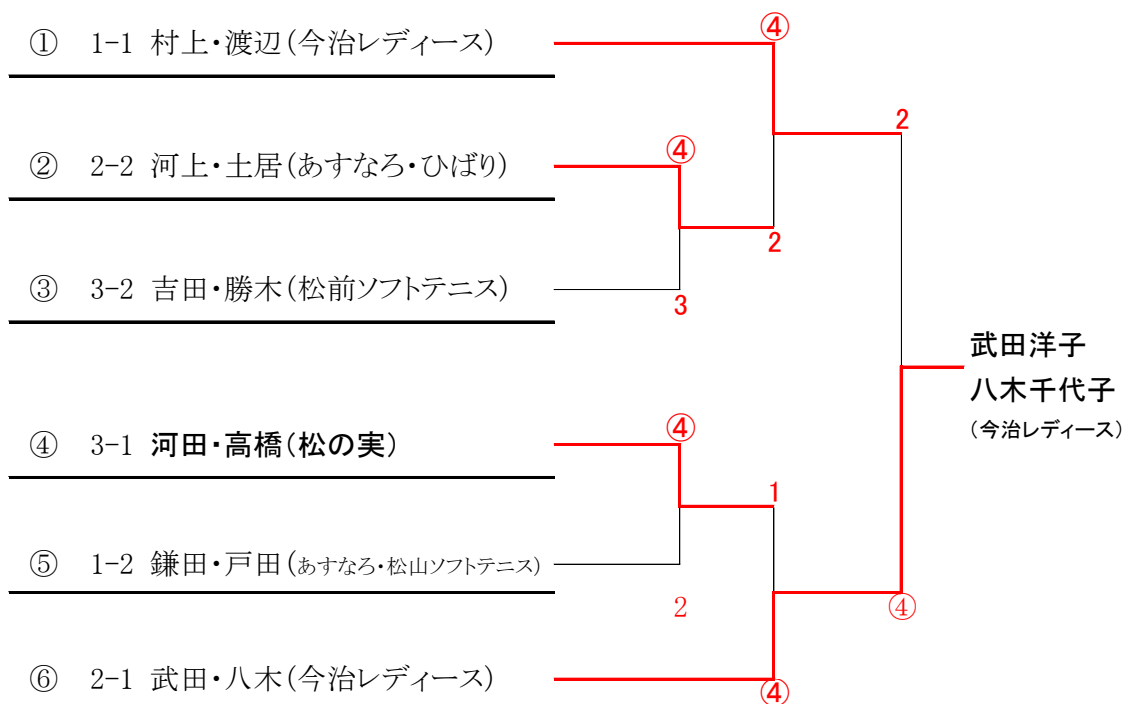 ① 1-1 村上・渡辺(今治レディース)
④
2
② 2-2 河上・土居(あすなろ・ひばり)
④
2
③ 3-2 吉田・勝木(松前ソフトテニス)
3
武田洋子
八木千代子
(今治レディース)
④ 3-1 河田・高橋(松の実)
④
1
⑤ 1-2 鎌田・戸田(あすなろ・松山ソフトテニス)
2
④
⑥ 2-1 武田・八木(今治レディース)
④